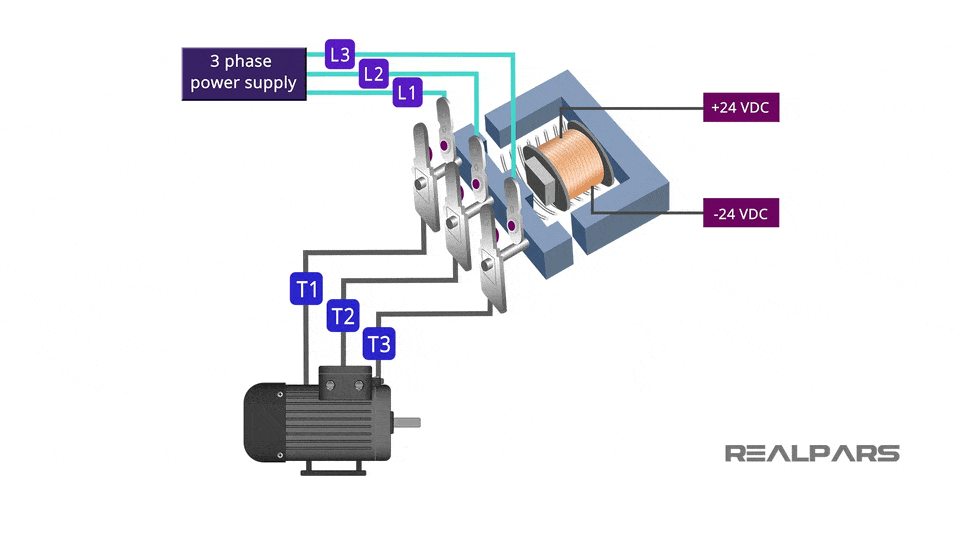 3 phase
power supply
L3
L2
L1
+24 VDC
-24 VDC
T1
T2
T3
REALPARS